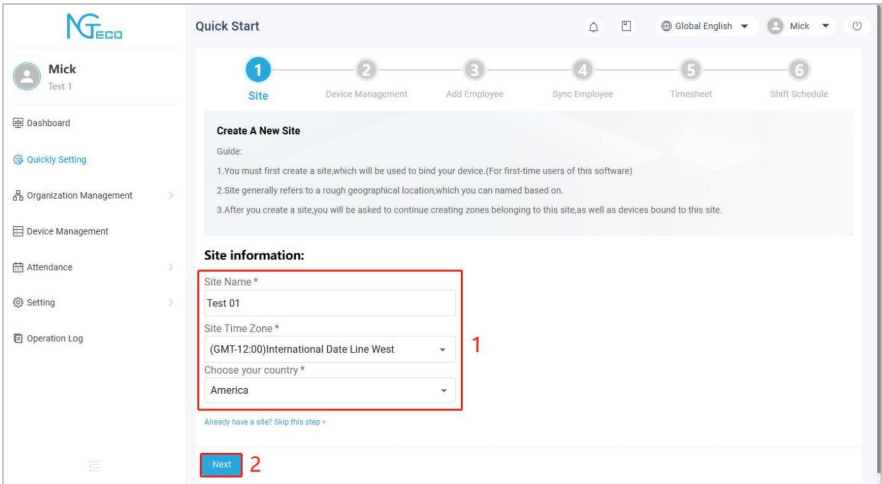 NGTECO
Quick Start
Global English
Mick
Mick
Test 1
Dashboard
Quickly Setting
Organization Management
Device Management
Attendance
Setting
Operation Log
1
2
3
4
5
6
Site
Device Management
Add Employee
Sync Employee
Timesheet
Shift Schedule
Create A New Site
Guide:
1.You must first create a site,which will be used to bind your device.(For first-time users of this software)
2.Site generally refers to a rough geographical location,which you can named based on.
3.After you create a site,you will be asked to continue creating zones belonging to this site,as well as devices bound to this site.
Site information:
Site Name *
Test 01
Site Time Zone *
(GMT-12:00)International Date Line West
1
Choose your country *
America
Already have a site? Skip this step >
Next
2